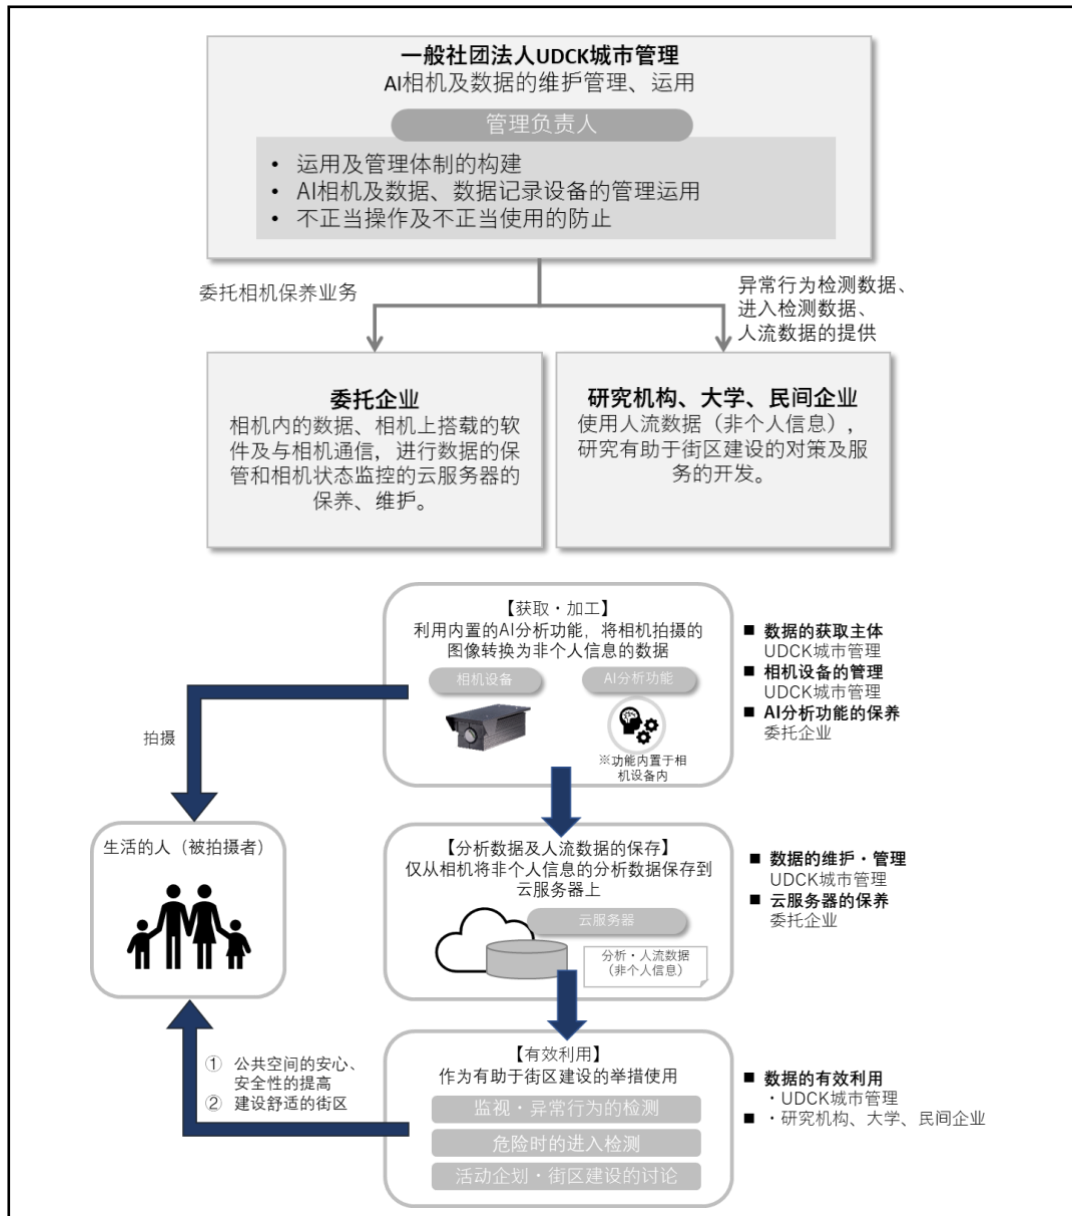 一般社团法人UDCK城市管理
AI相机及数据的维护管理、运用
管理负责人
• 运用及管理体制的构建
• AI相机及数据、数据记录设备的管理运用
• 不正当操作及不正当使用的防止
委托相机保养业务
异常行为检测数据、
进入检测数据、
人流数据的提供
委托企业
相机内的数据、相机上搭载的软
件及与相机通信，进行数据的保
管和相机状态监控的云服务器的
保养、维护。
研究机构、大学、民间企业
使用人流数据（非个人信息），
研究有助于街区建设的对策及服
务的开发。
【获取・加工】
利用内置的AI分析功能，将相机拍摄的
图像转换为非个人信息的数据
相机设备
AI分析功能
※功能内置于相
机设备内
■ 数据的获取主体
UDCK城市管理
■ 相机设备的管理
UDCK城市管理
■ AI分析功能的保养
委托企业
拍摄
生活的人（被拍摄者）
【分析数据及人流数据的保存】
仅从相机将非个人信息的分析数据保存到
云服务器上
云服务器
分析・人流数据
（非个人信息）
■ 数据的维护・管理
UDCK城市管理
■ 云服务器的保养
委托企业
① 公共空间的安心、
安全性的提高
② 建设舒适的街区
【有效利用】
作为有助于街区建设的举措使用
监视・异常行为的检测
危险时的进入检测
活动企划・街区建设的讨论
■ 数据的有效利用
・UDCK城市管理
■ ・研究机构、大学、民间企业